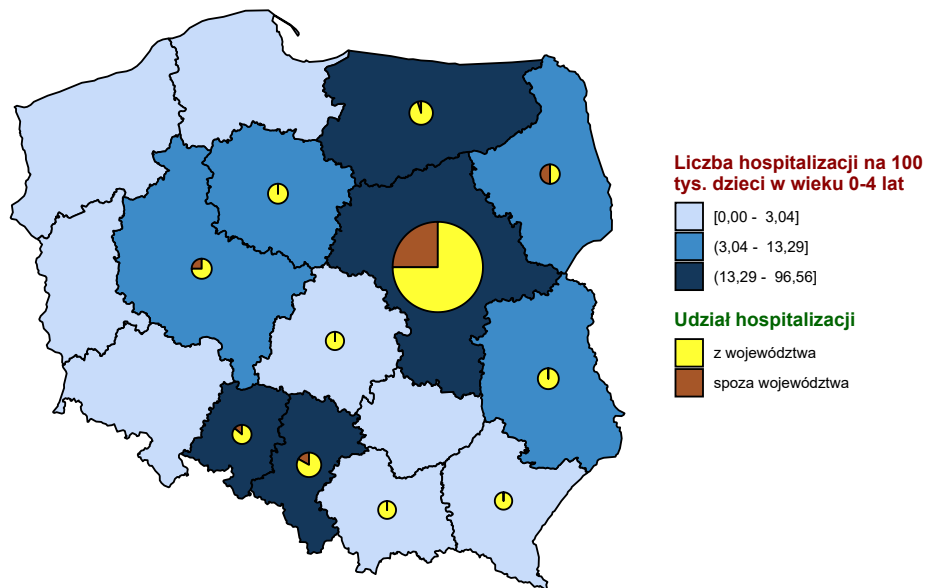 Liczba hospitalizacji na 100
tys. dzieci w wieku 0-4 lat
[0,00 - 3,04]
(3,04 - 13,29]
(13,29 - 96,56]
Udział hospitalizacji
z województwa
spoza województwa